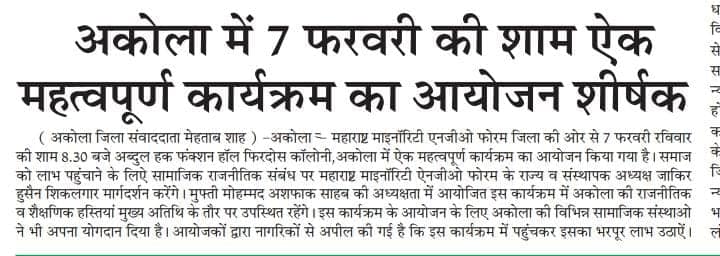 अकोला में 7 फरवरी की शाम ऐक
महत्वपूर्ण कार्यक्रम का आयोजन शीर्षक
( अकोला जिला संवाददाता मेहताब शाह ) –अकोला – महाराष्ट्र माइनॉरिटी एनजीओ फोरम जिला की ओर से 7 फरवरी रविवार
की शाम 8.30 बजे अब्दुल हक फंक्शन हॉल फिरदोस कॉलोनी,अकोला में ऐक महत्वपूर्ण कार्यक्रम का आयोजन किया गया है। समाज
को लाभ पहुंचाने के लिऐ सामाजिक राजनीतिक संबंध पर महाराष्ट्र माइनॉरिटी ऐनजीओ फोरम के राज्य व संस्थापक अध्यक्ष जाकिर
हुसैन शिकलगार मार्गदर्शन करेंगे। मुफ्ती मोहम्मद अशफाक साहब की अध्यक्षता में आयोजित इस कार्यक्रम में अकोला की राजनीतिक
व शैक्षणिक हस्तियां मुख्य अतिथि के तौर पर उपस्थित रहेंगे। इस कार्यक्रम के आयोजन के लिए अकोला की विभिन्न सामाजिक संस्थाओ
ने भी अपना योगदान दिया है। आयोजकों द्वारा नागरिकों से अपील की गई है कि इस कार्यक्रम में पहुंचकर इसका भरपूर लाभ उठाऐं।